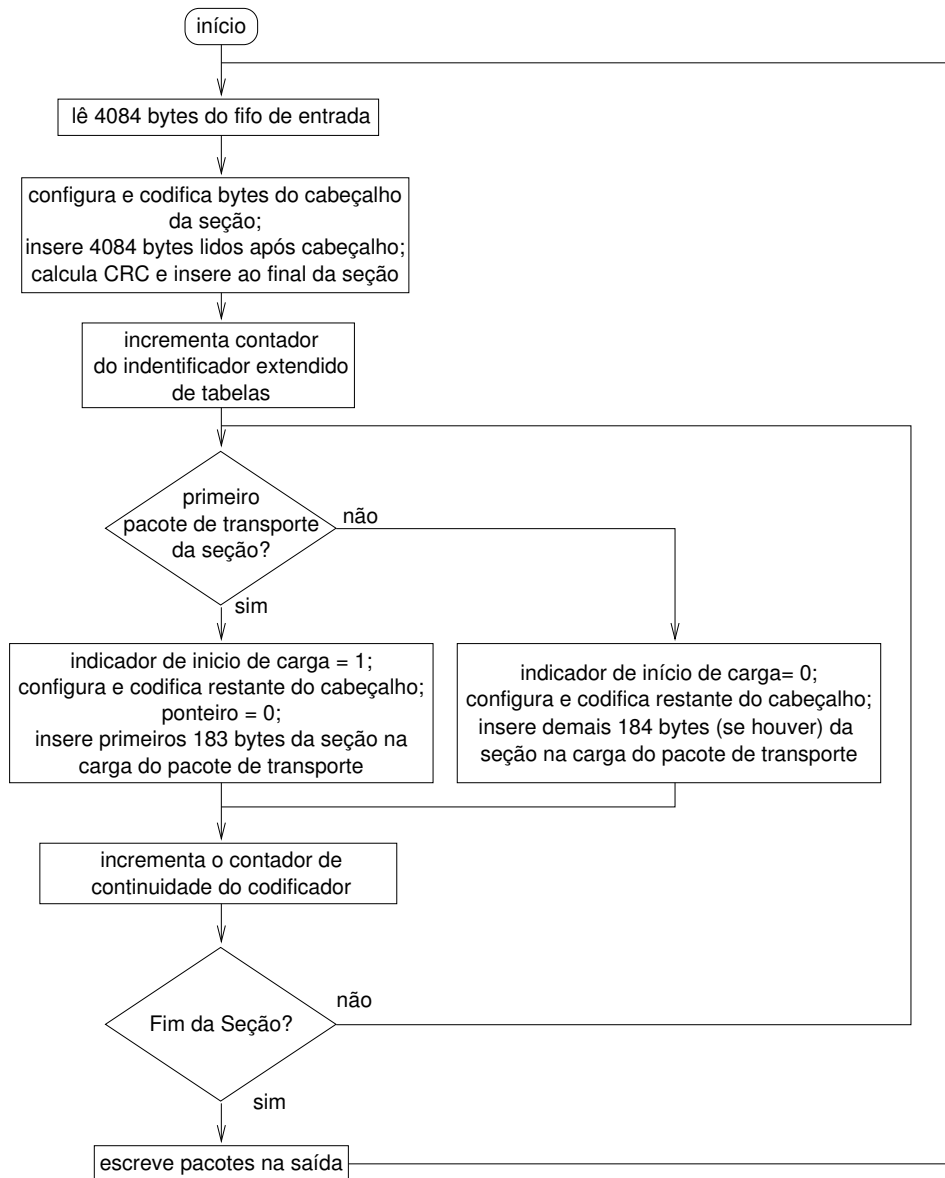 início
lê 4084 bytes do fifo de entrada
configura e codifica bytes do cabeçalho
da seção;
insere 4084 bytes lidos após cabeçalho;
calcula CRC e insere ao final da seção
incrementa contador
do indentificador extendido
de tabelas
primeiro
pacote de transporte
da seção?
não
sim
indicador de inicio de carga = 1;
configura e codifica restante do cabeçalho;
ponteiro = 0;
insere primeiros 183 bytes da seção na
carga do pacote de transporte
indicador de início de carga= 0;
configura e codifica restante do cabeçalho;
insere demais 184 bytes (se houver) da
seção na carga do pacote de transporte
incrementa o contador de
continuidade do codificador
Fim da Seção?
não
sim
escreve pacotes na saída